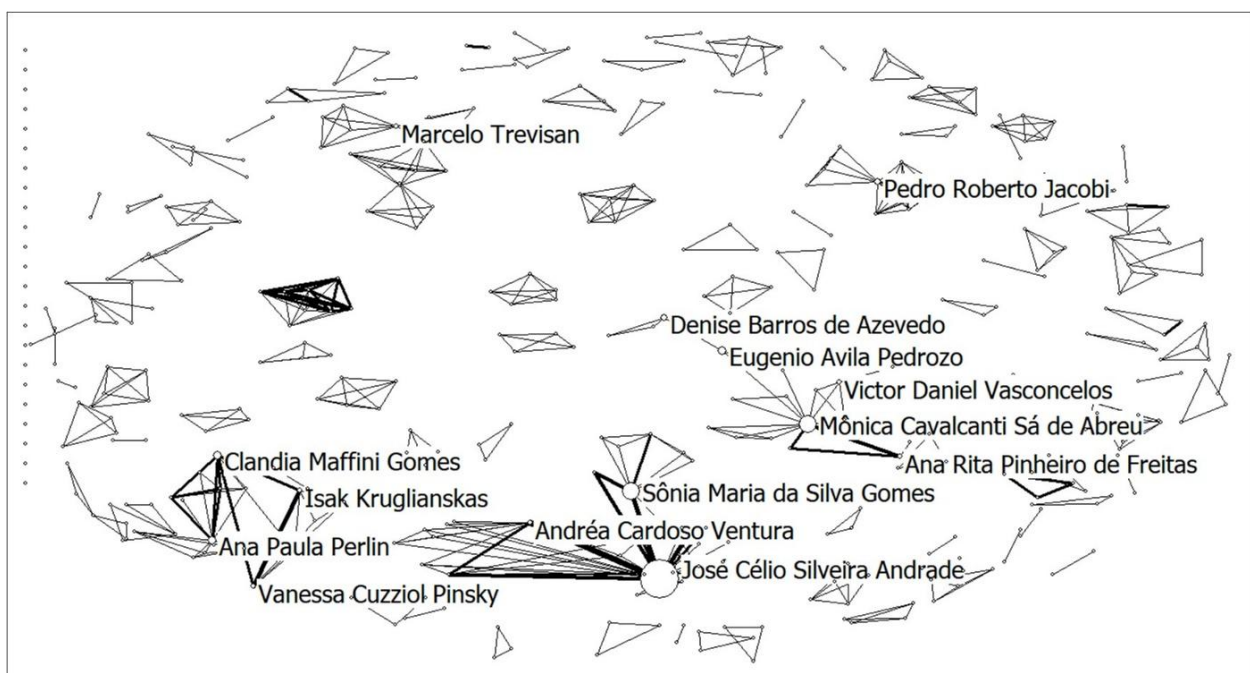 Marcelo Trevisan
Pedro Roberto Jacobi
Denise Barros de Azevedo
Eugenio Avila Pedrozo
Victor Daniel Vasconcelos
Mônica Cavalcanti Sá de Abreu
Clandia Maffini Gomes
Ana Rita Pinheiro de Freitas
Isak Kruglianskas
Sônia Maria da Silva Gomes
Andréa Cardoso Ventura
Ana Paula Perlin
José Célio Silveira Andrade
Vanessa Cuzziol Pinsky